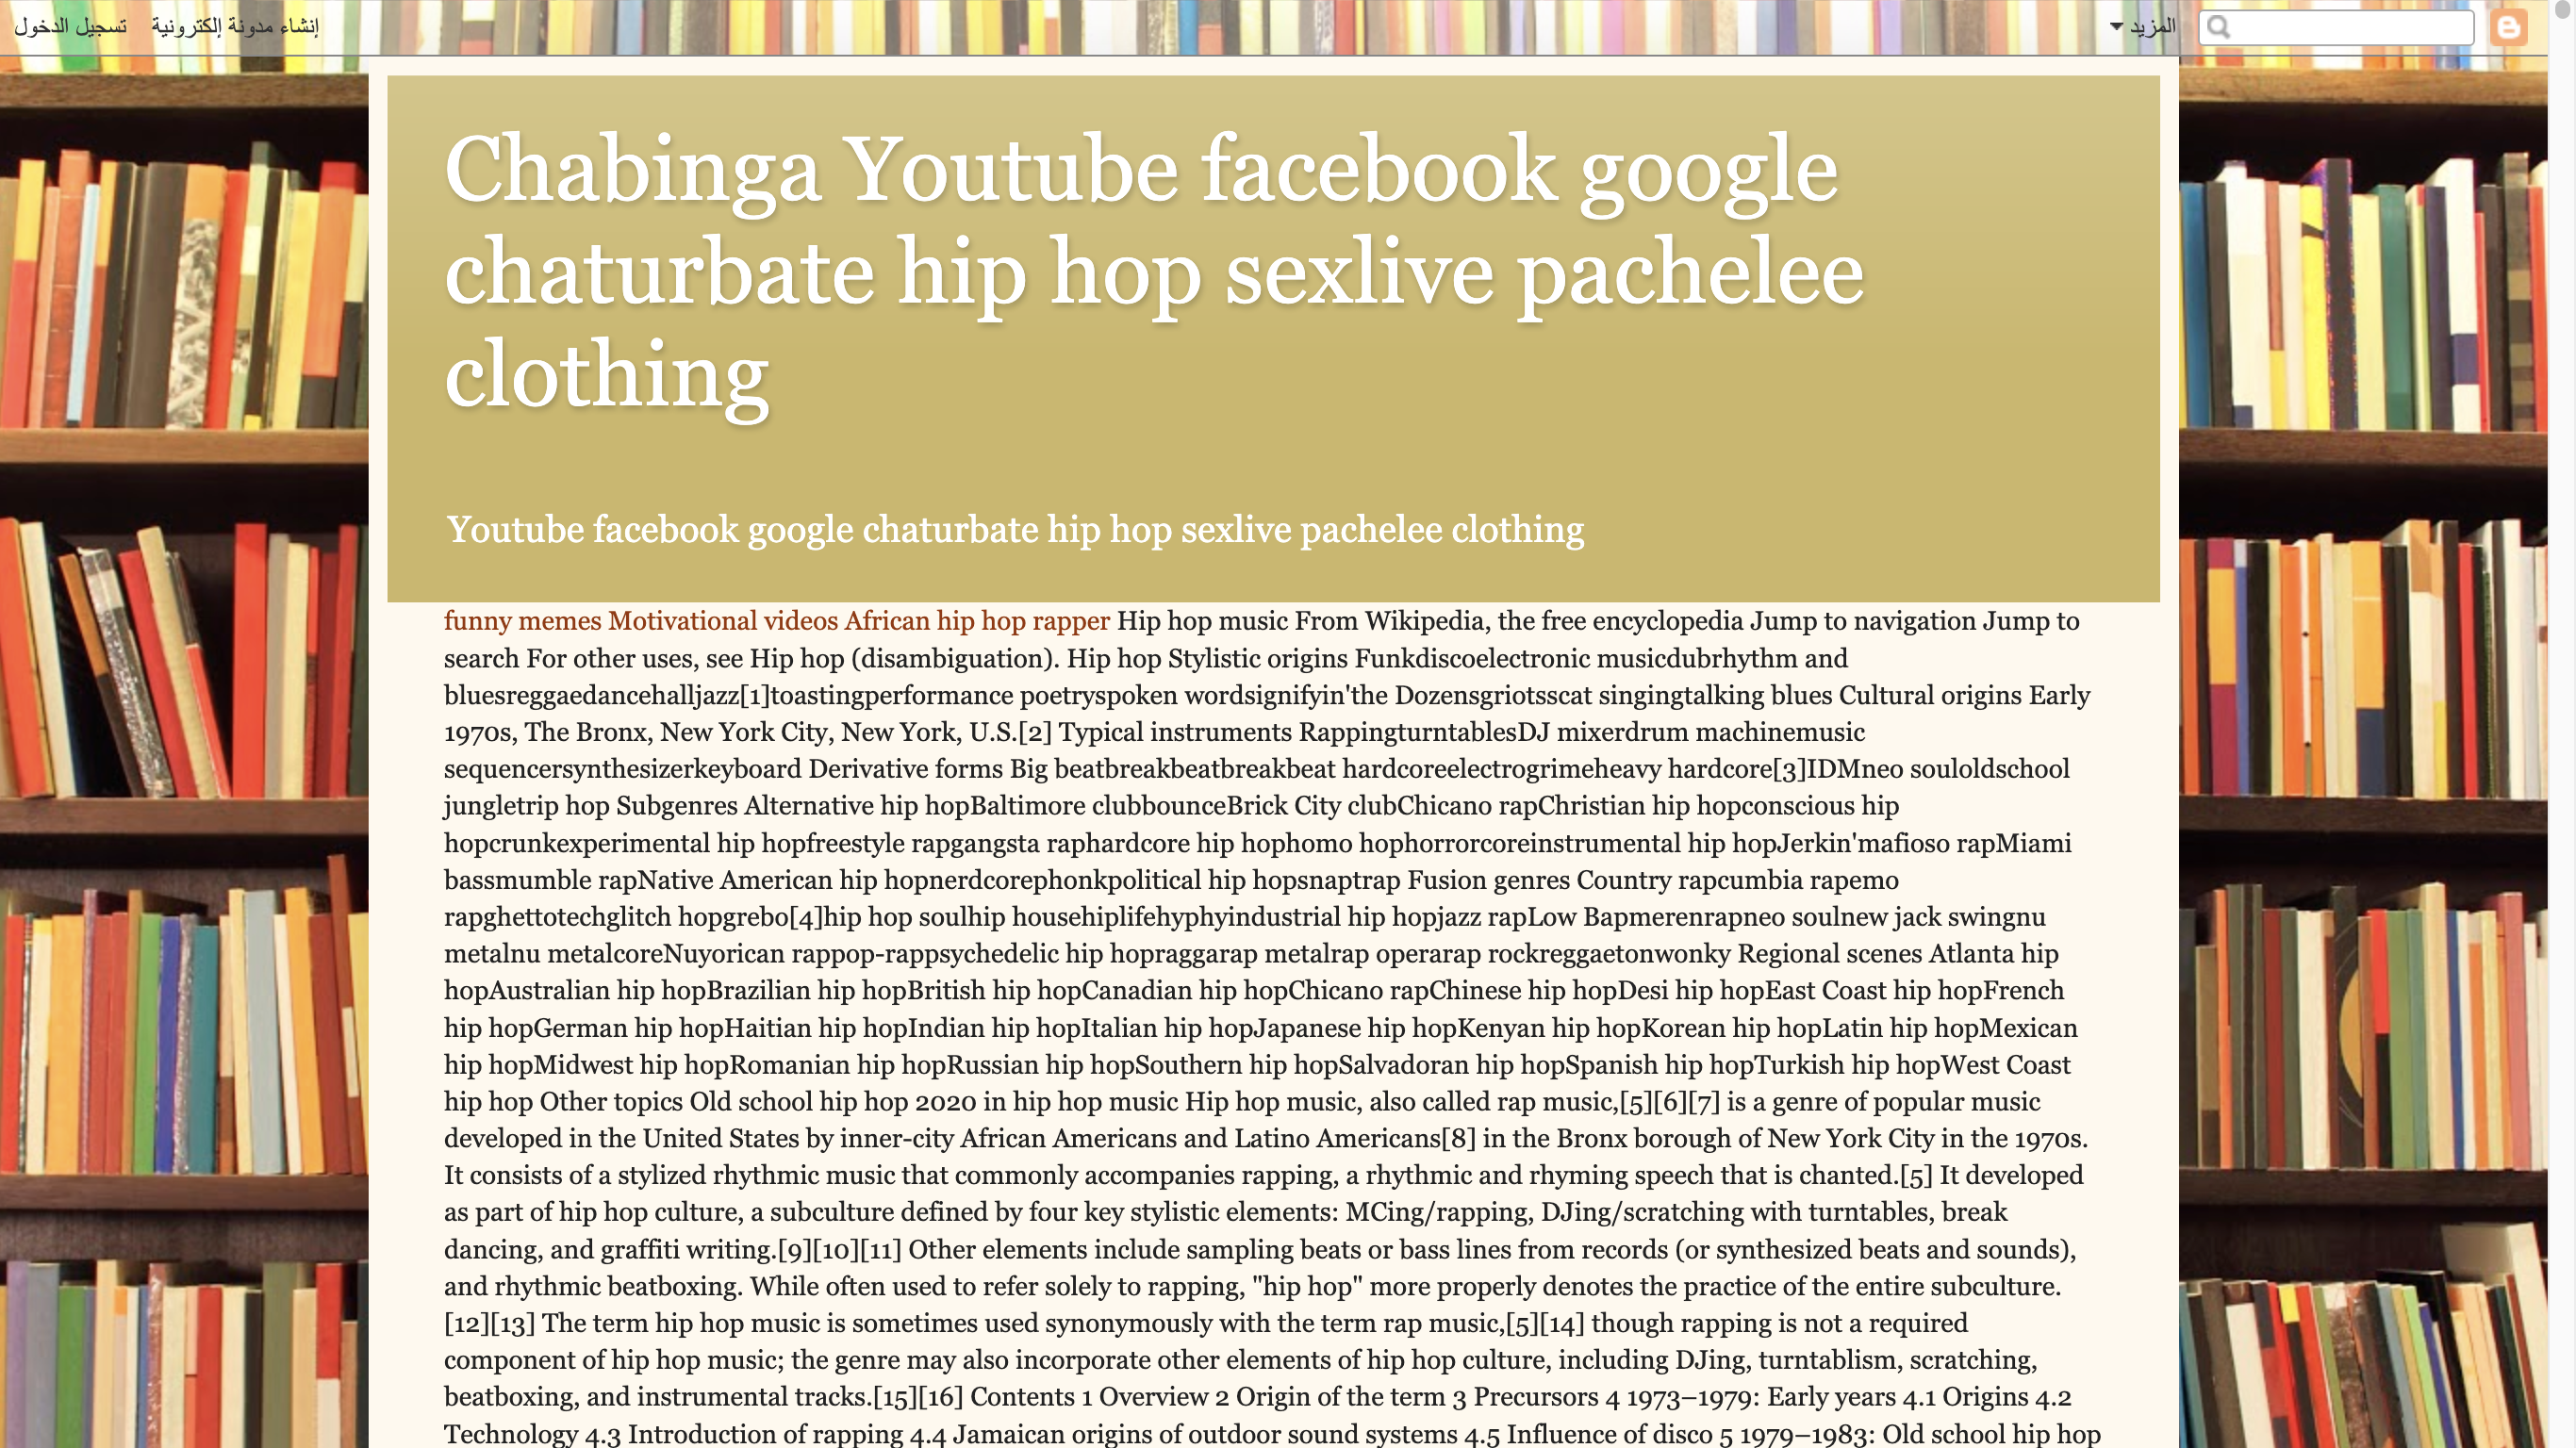 تسجيل الدخول
إنشاء مدونة إلكترونية
المزيد
Chabinga Youtube facebook google
chaturbate hip hop sexlive pachelee
clothing
Youtube facebook google chaturbate hip hop sexlive pachelee clothing
funny memes Motivational videos African hip hop rapper Hip hop music From Wikipedia, the free encyclopedia Jump to navigation Jump to
search For other uses, see Hip hop (disambiguation). Hip hop Stylistic origins Funkdiscoelectronic musicdubrhythm and
bluesreggaedancehalljazz[1]toastingperformance poetryspoken wordsignifyin'the Dozensgriotsscat singingtalking blues Cultural origins Early
1970s, The Bronx, New York City, New York, U.S.[2] Typical instruments RappingturntablesDJ mixerdrum machinemusic
sequencersynthesizerkeyboard Derivative forms Big beatbreakbeatbreakbeat hardcoreelectrogrimeheavy hardcore[3]IDMneo souloldschool
jungletrip hop Subgenres Alternative hip hopBaltimore clubbounceBrick City clubChicano rapChristian hip hopconscious hip
hopcrunkexperimental hip hopfreestyle rapgangsta raphardcore hip hophomo hophorrorcoreinstrumental hip hopJerkin'mafioso rapMiami
bassmumble rapNative American hip hopnerdcorephonkpolitical hip hopsnaptrap Fusion genres Country rapcumbia rapemo
rapghettotechglitch hopgrebo[4]hip hop soulhip househiplifehyphyindustrial hip hopjazz rapLow Bapmerenrapneo soulnew jack swingnu
metalnu metalcoreNuyorican rappop-rappsychedelic hip hopraggarap metalrap operarap rockreggaetonwonky Regional scenes Atlanta hip
hopAustralian hip hopBrazilian hip hopBritish hip hopCanadian hip hopChicano rapChinese hip hopDesi hip hopEast Coast hip hopFrench
hip hopGerman hip hopHaitian hip hopIndian hip hopItalian hip hopJapanese hip hopKenyan hip hopKorean hip hopLatin hip hopMexican
hip hopMidwest hip hopRomanian hip hopRussian hip hopSouthern hip hopSalvadoran hip hopSpanish hip hopTurkish hip hopWest Coast
hip hop Other topics Old school hip hop 2020 in hip hop music Hip hop music, also called rap music,[5][6][7] is a genre of popular music
developed in the United States by inner-city African Americans and Latino Americans[8] in the Bronx borough of New York City in the 1970s.
It consists of a stylized rhythmic music that commonly accompanies rapping, a rhythmic and rhyming speech that is chanted.[5] It developed
as part of hip hop culture, a subculture defined by four key stylistic elements: MCing/rapping, DJing/scratching with turntables, break
dancing, and graffiti writing.[9][10][11] Other elements include sampling beats or bass lines from records (or synthesized beats and sounds),
and rhythmic beatboxing. While often used to refer solely to rapping, "hip hop" more properly denotes the practice of the entire subculture.
[12][13] The term hip hop music is sometimes used synonymously with the term rap music,[5][14] though rapping is not a required
component of hip hop music; the genre may also incorporate other elements of hip hop culture, including DJing, turntablism, scratching,
beatboxing, and instrumental tracks.[15][16] Contents 1 Overview 2 Origin of the term 3 Precursors 4 1973–1979: Early years 4.1 Origins 4.2
Technology 4.3 Introduction of rapping 4.4 Jamaican origins of outdoor sound systems 4.5 Influence of disco 5 1979–1983: Old school hip hop